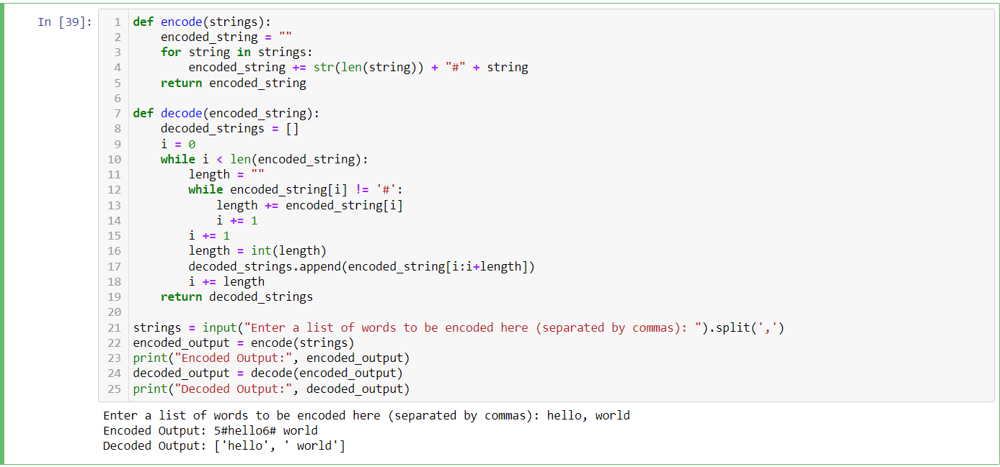 In [39]:
1 def encode(strings):
2     encoded_string = ""
3     for string in strings:
4         encoded_string += str(len(string)) + "#" + string
5     return encoded_string
6
7 def decode(encoded_string):
8     decoded_strings = []
9     i = 0
10     while i < len(encoded_string):
11         length = ""
12         while encoded_string[i] != '#':
13             length += encoded_string[i]
14             i += 1
15         i += 1
16         length = int(length)
17         decoded_strings.append(encoded_string[i:i+length])
18         i += length
19     return decoded_strings
20
21 strings = input("Enter a list of words to be encoded here (separated by commas): ").split(',')
22 encoded_output = encode(strings)
23 print("Encoded Output:", encoded_output)
24 decoded_output = decode(encoded_output)
25 print("Decoded Output:", decoded_output)
Enter a list of words to be encoded here (separated by commas): hello, world
Encoded Output: 5#hello6# world
Decoded Output: ['hello', ' world']